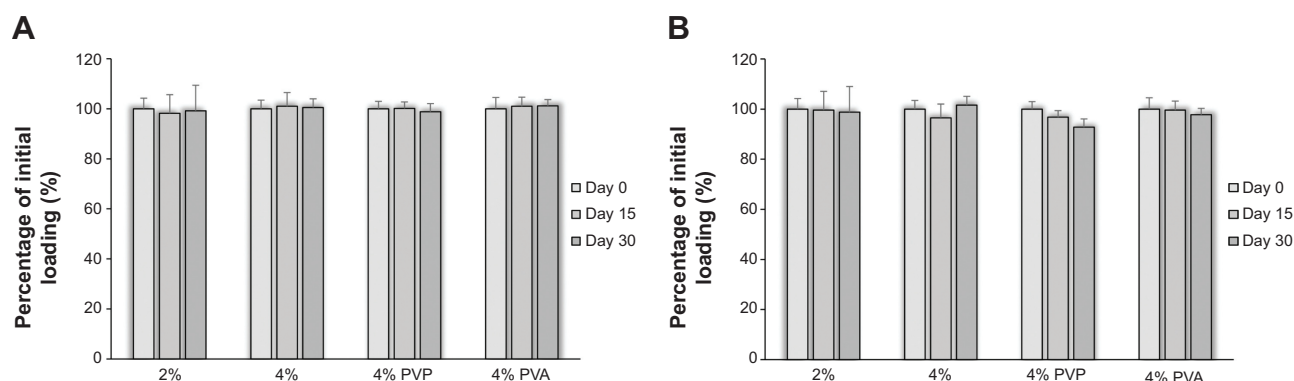 A
Percentage of initial
loading (%)
120
100
80
60
40
20
0
2%
4%
4% PVP
4% PVA
Day 0
Day 15
Day 30
B
Percentage of initial
loading (%)
120
100
80
60
40
20
0
2%
4%
4% PVP
4% PVA
Day 0
Day 15
Day 30